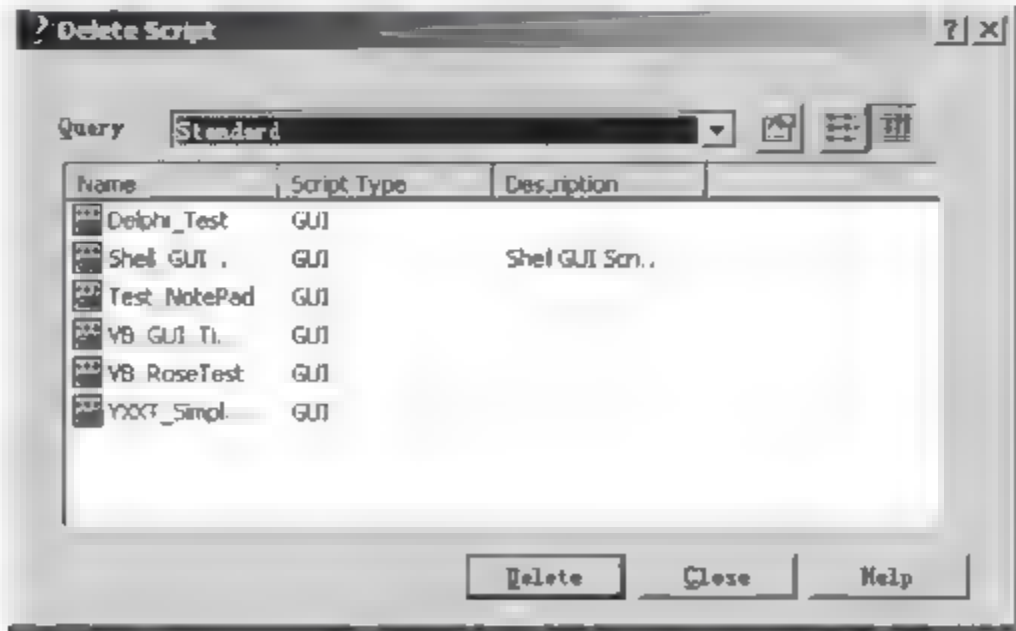 Delete Script
Query Standard
Name Script Type Description
Delphi_Test GUI
Shell GUI . GUI Shell GUI Scri..
Test NotePad GUI
VB GUI Ti. GUI
VB RoseTest GUI
GUI
Delete Close Help